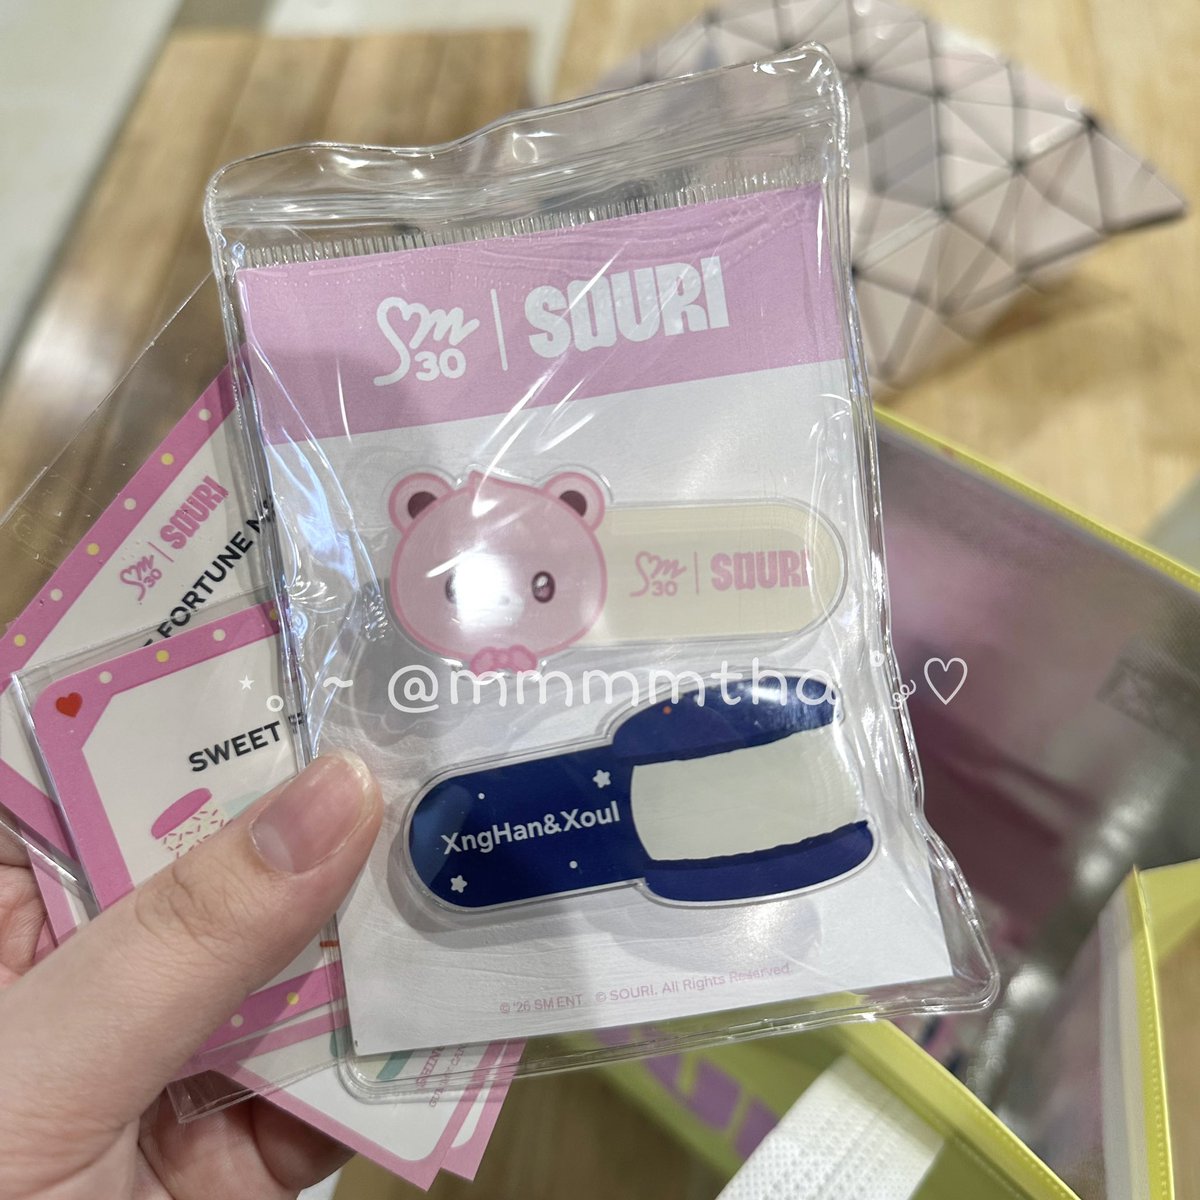 Sm 30 | SOURI
Sm 30 | SOURI
Sm 30 | SOURI
FORTUNE
SWEET
~ @mmmmmtha ♡
XngHan&Xoul
© '26 SM ENT. © SOURI. All Rights Reserved.